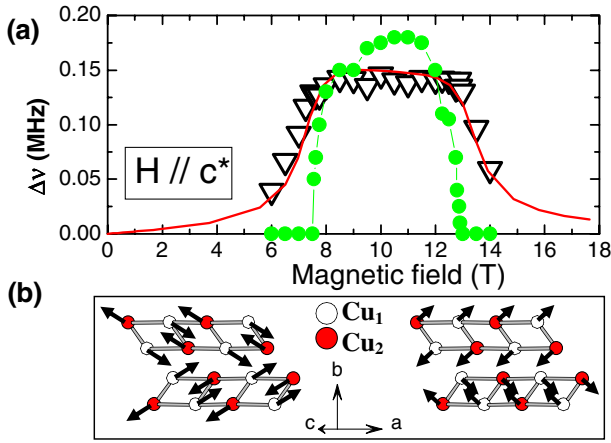 (a)
Δν (MHz)
0.20
0.15
0.10
0.05
0.00
H // c*
0 2 4 6 8 10 12 14 16 18
Magnetic field (T)
(b)
Cu1
Cu2
b
c a